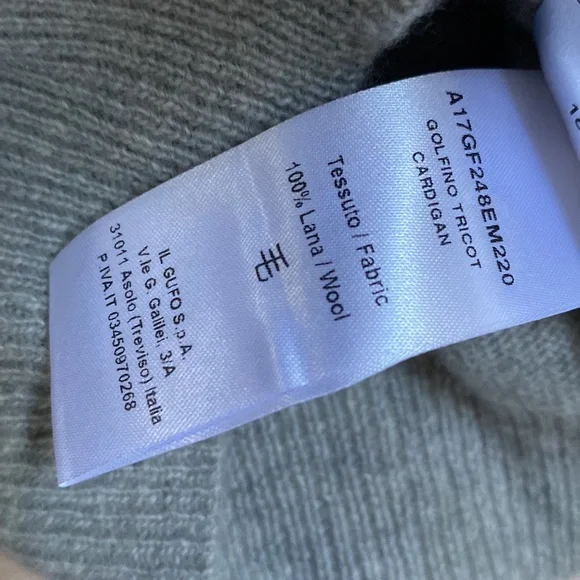 A17GF248EM220
GOLFINO TRICOT
CARDIGAN
Tessuto / Fabric
100% Lana / Wool
毛
IL GUFO S.p.A.
V.le G. Galilei, 3/A
31011 Asolo (Treviso) Italia
P.IVA.IT 03450970268